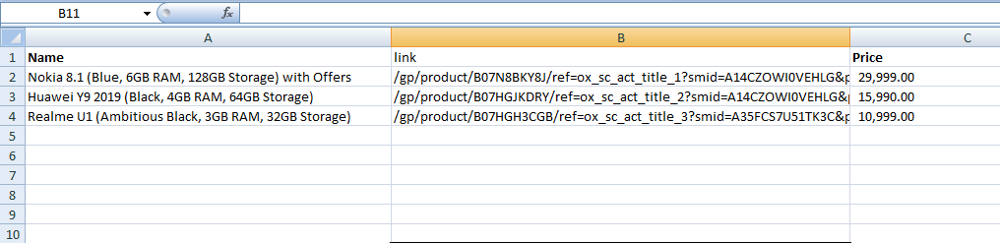 B11 fx
A B C
1 Name link Price
2 Nokia 8.1 (Blue, 6GB RAM, 128GB Storage) with Offers /gp/product/B07N8BKY8J/ref=ox_sc_act_title_1?smid=A14CZOWI0VEHLG&p 29,999.00
3 Huawei Y9 2019 (Black, 4GB RAM, 64GB Storage) /gp/product/B07HGJKDRY/ref=ox_sc_act_title_2?smid=A14CZOWI0VEHLG&p 15,990.00
4 Realme U1 (Ambitious Black, 3GB RAM, 32GB Storage) /gp/product/B07HGH3CGB/ref=ox_sc_act_title_3?smid=A35FCS7U51TK3C&p 10,999.00
5
6
7
8
9
10